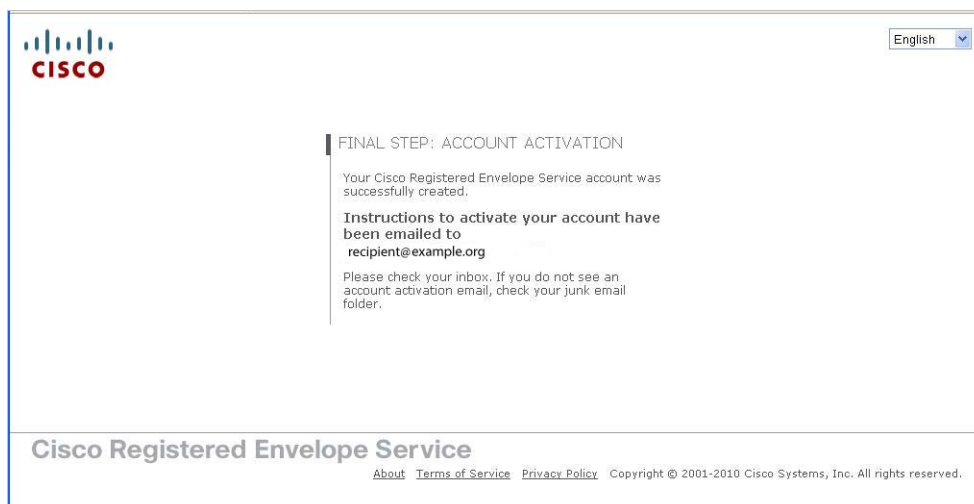 CISCO
English
FINAL STEP: ACCOUNT ACTIVATION
Your Cisco Registered Envelope Service account was
successfully created.
Instructions to activate your account have
been emailed to
recipient@example.org
Please check your inbox. If you do not see an
account activation email, check your junk email
folder.
Cisco Registered Envelope Service
About Terms of Service Privacy Policy Copyright © 2001-2010 Cisco Systems, Inc. All rights reserved.